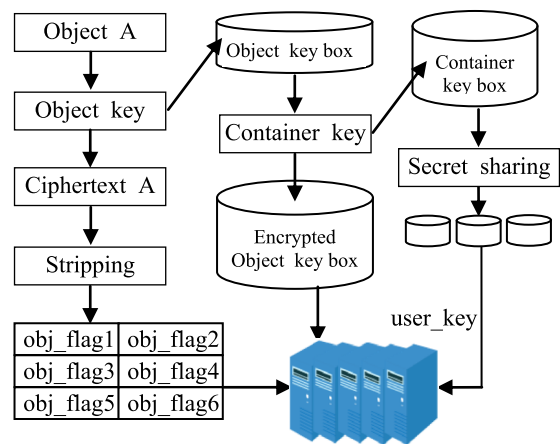 Object A
Object key
Ciphertext A
Stripping
obj_flag1 obj_flag2
obj_flag3 obj_flag4
obj_flag5 obj_flag6
Object key box
Container key
Encrypted
Object key box
Container
key box
Secret sharing
user_key